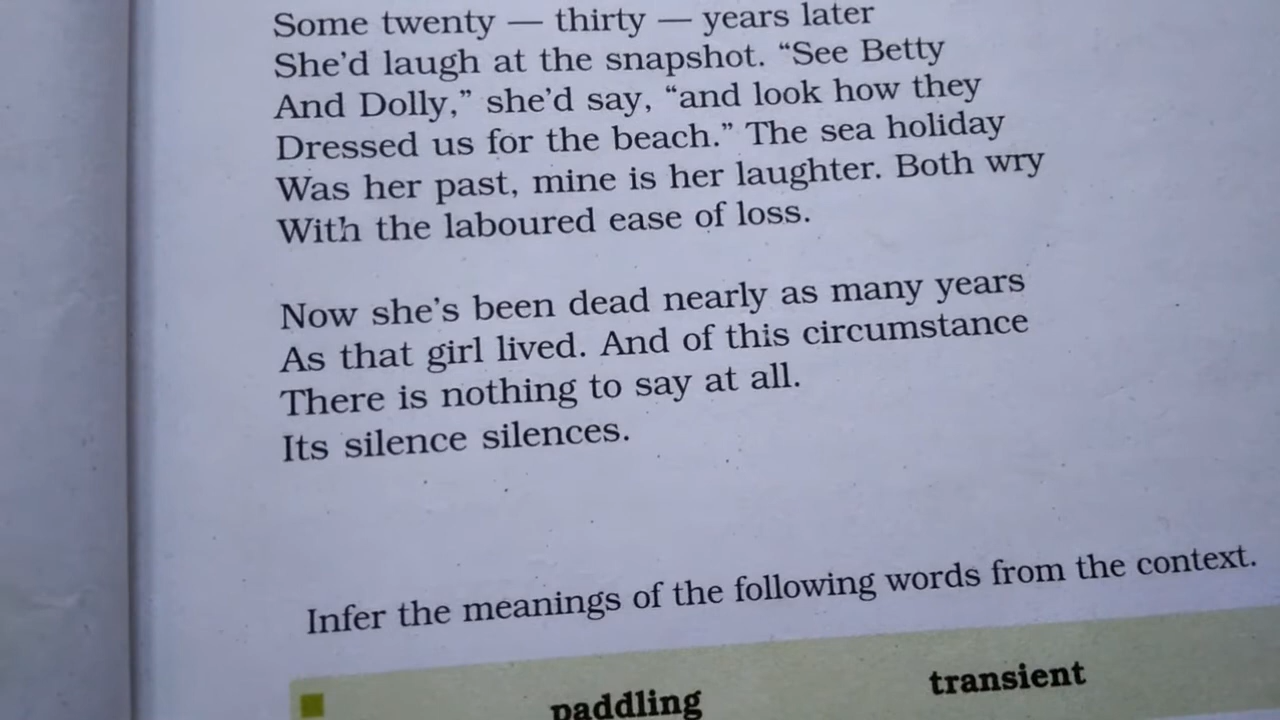 Some twenty — thirty — years later
She’d laugh at the snapshot. “See Betty
And Dolly,” she’d say, “and look how they
Dressed us for the beach.” The sea holiday
Was her past, mine is her laughter. Both wry
With the laboured ease of loss.
Now she’s been dead nearly as many years
As that girl lived. And of this circumstance
There is nothing to say at all.
Its silence silences.
Infer the meanings of the following words from the context.
paddling transient